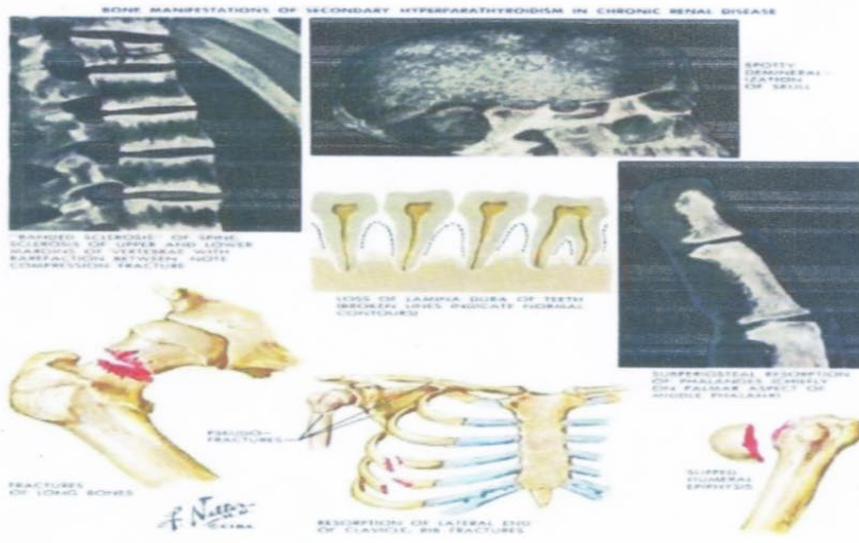 BONE MANIFESTATIONS OF SECONDARY HYPERPARATHYROIDISM IN CHRONIC RENAL DISEASE
SPOTTY
DEMINERAL-
IZATION
OF SKULL
"BANDED SCLEROSIS" OF SPINE.
SCLEROSIS OF UPPER AND LOWER
MARGINS OF VERTEBRAE WITH
RAREFACTION BETWEEN NOTE
COMPRESSION FRACTURE
LOSS OF LAMINA DURA OF TEETH
(BROKEN LINES INDICATE NORMAL
CONTOURS)
SUBPERIOSTEAL RESORPTION
OF PHALANGES (CHIEFLY
ON PALMAR ASPECT OF
MIDDLE PHALANX)
PSEUDO-
FRACTURES
FRACTURES
OF LONG BONES
SLIPPED
HUMERAL
EPIPHYSIS
F. Netter
CIBA
RESORPTION OF LATERAL END
OF CLAVICLE, RIB FRACTURES